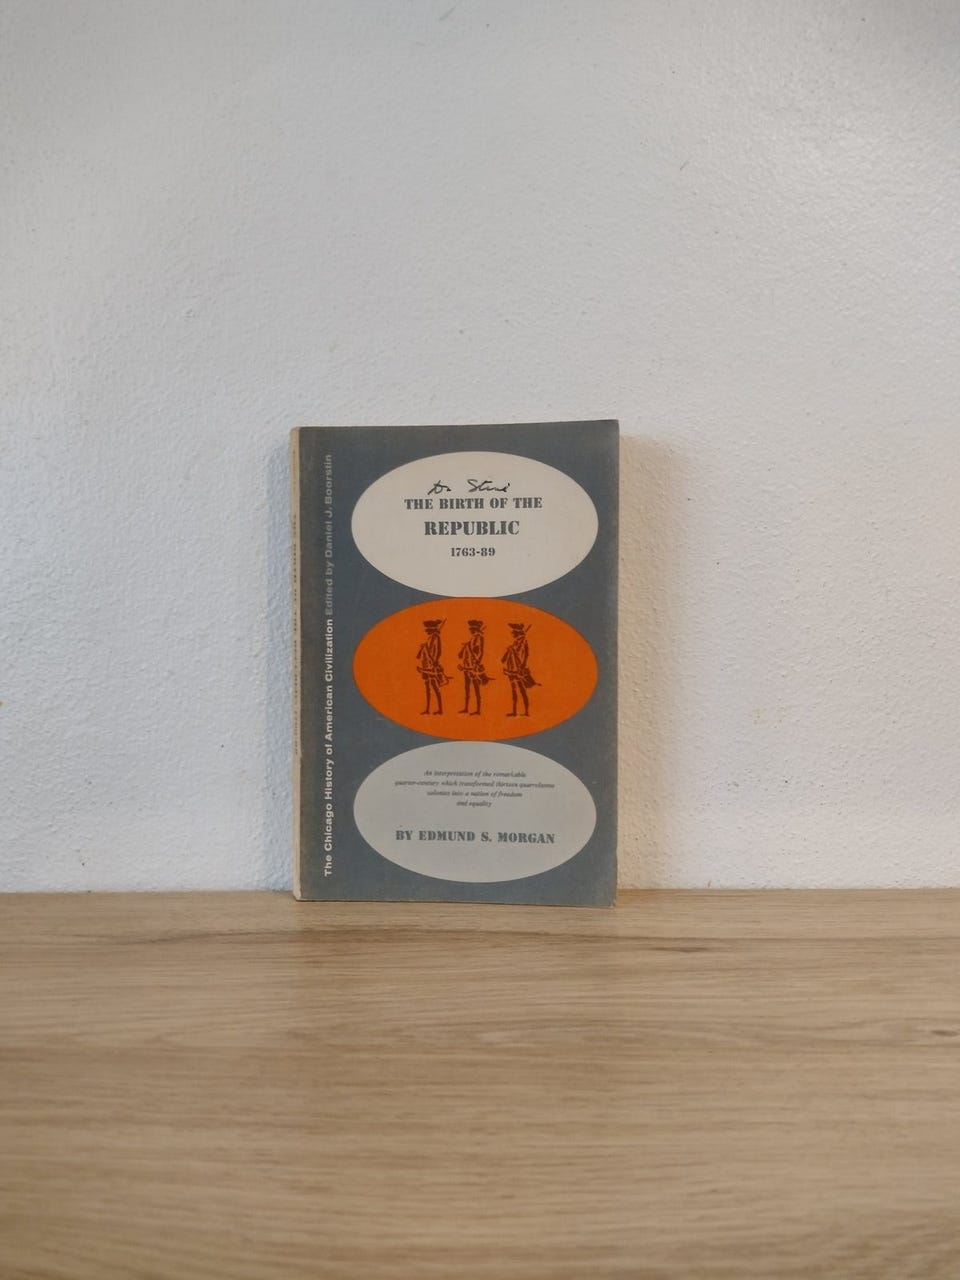 THE BIRTH OF THE
REPUBLIC
1763-89
An interpretation of the remarkable
quarter-century which transformed thirteen quarrelsome
colonies into a nation of freedom
and equality
BY EDMUND S. MORGAN
The Chicago History of American Civilization Edited by Daniel J. Boorstin